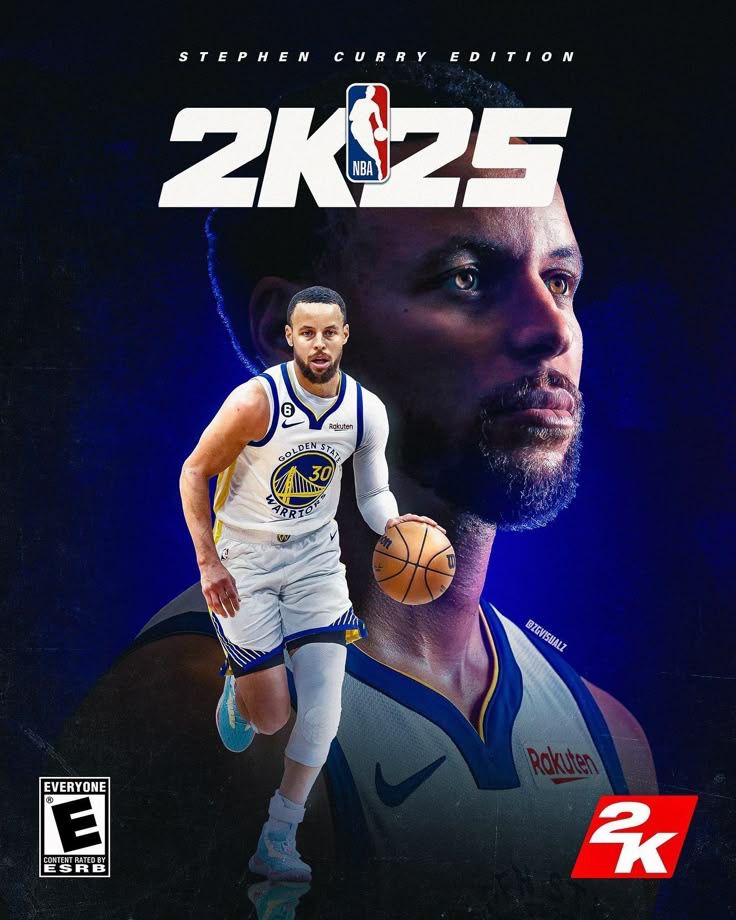 STEPHEN CURRY EDITION
2K25
NBA
6
Rakuten
GOLDEN STATE
30
WARRIORS
@ZGVISUALZ
Rakuten
EVERYONE
E
®
CONTENT RATED BY
ESRB
2K